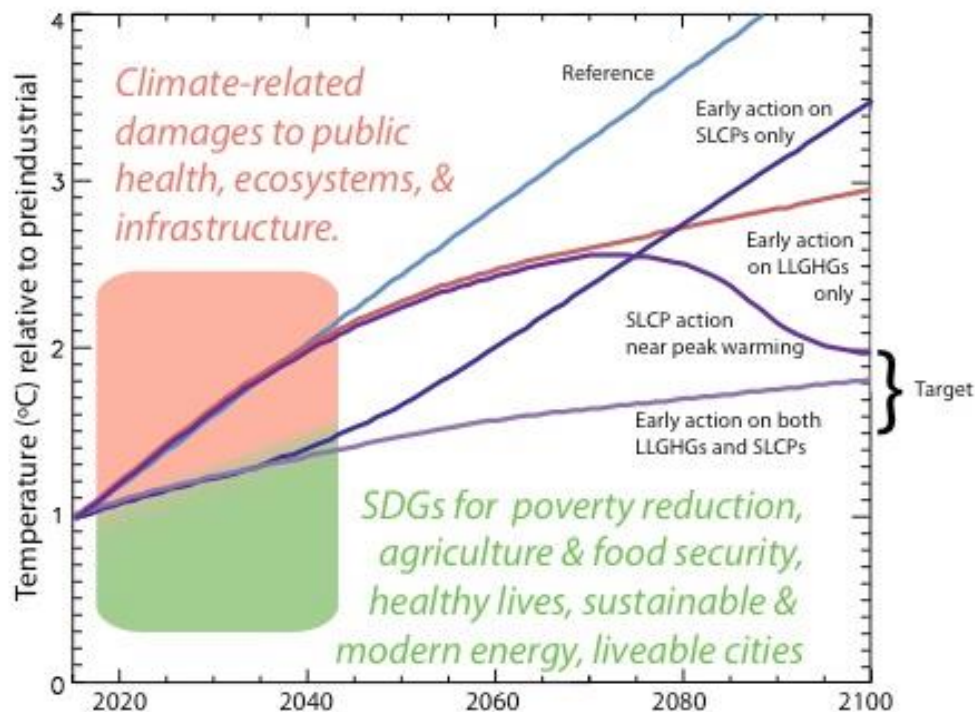 Temperature (ºC) relative to preindustrial
4
3
2
1
0
Climate-related
damages to public
health, ecosystems, &
infrastructure.
Reference
Early action on
SLCPs only
Early action
on LLGHGs
only
SLCP action
near peak warming
Target
Early action on both
LLGHGs and SLCPs
SDGs for poverty reduction,
agriculture & food security,
healthy lives, sustainable &
modern energy, liveable cities
2020
2040
2060
2080
2100